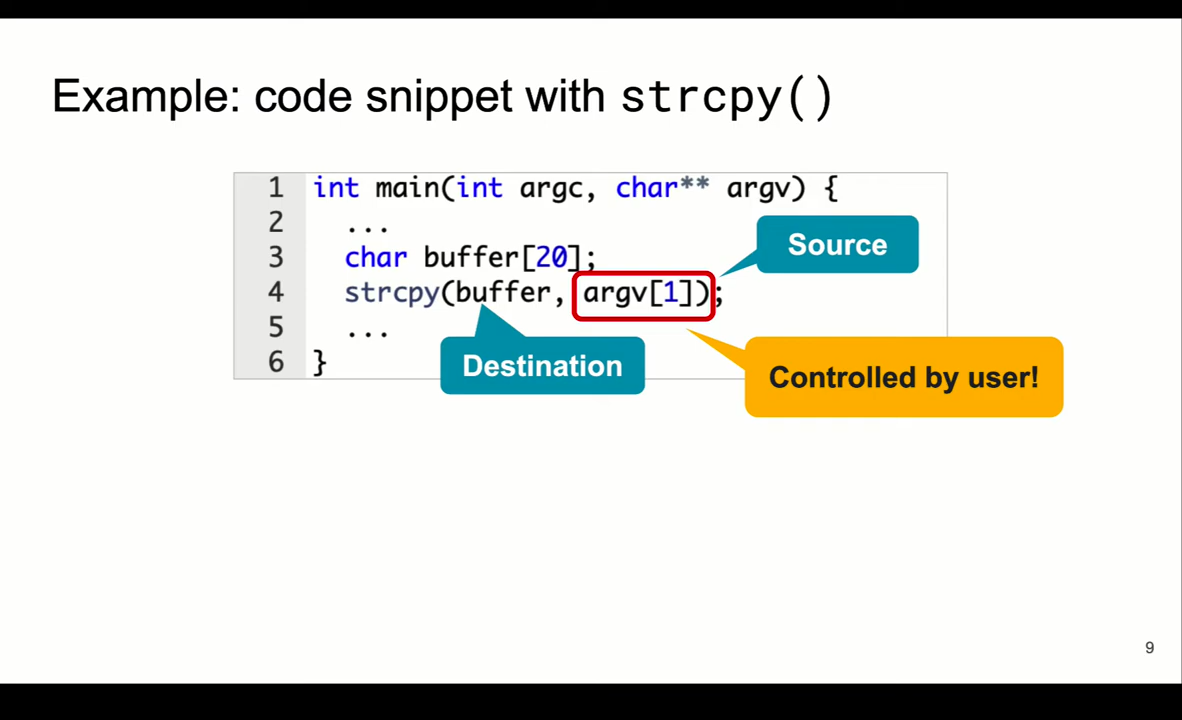 Example: code snippet with strcpy()
1 int main(int argc, char** argv) {
2 ...
Source
3 char buffer[20];
4 strcpy(buffer, argv[1]);
5 ...
Destination
6 }
Controlled by user!
9